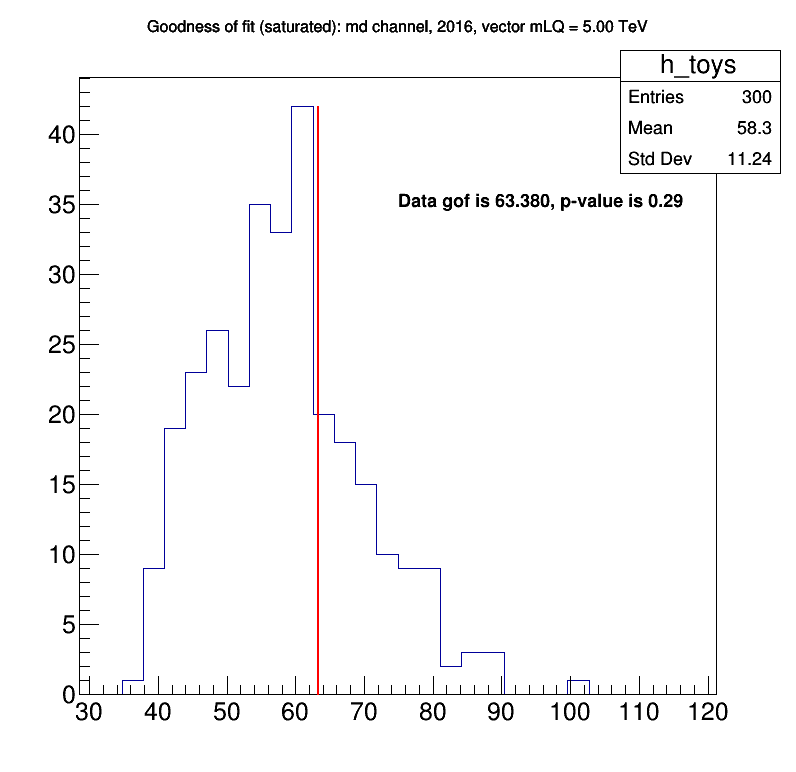 Goodness of fit (saturated): md channel, 2016, vector mLQ = 5.00 TeV
h_toys
Entries 300
Mean 58.3
Std Dev 11.24
Data gof is 63.380, p-value is 0.29
40
35
30
25
20
15
10
5
0
30 40 50 60 70 80 90 100 110 120